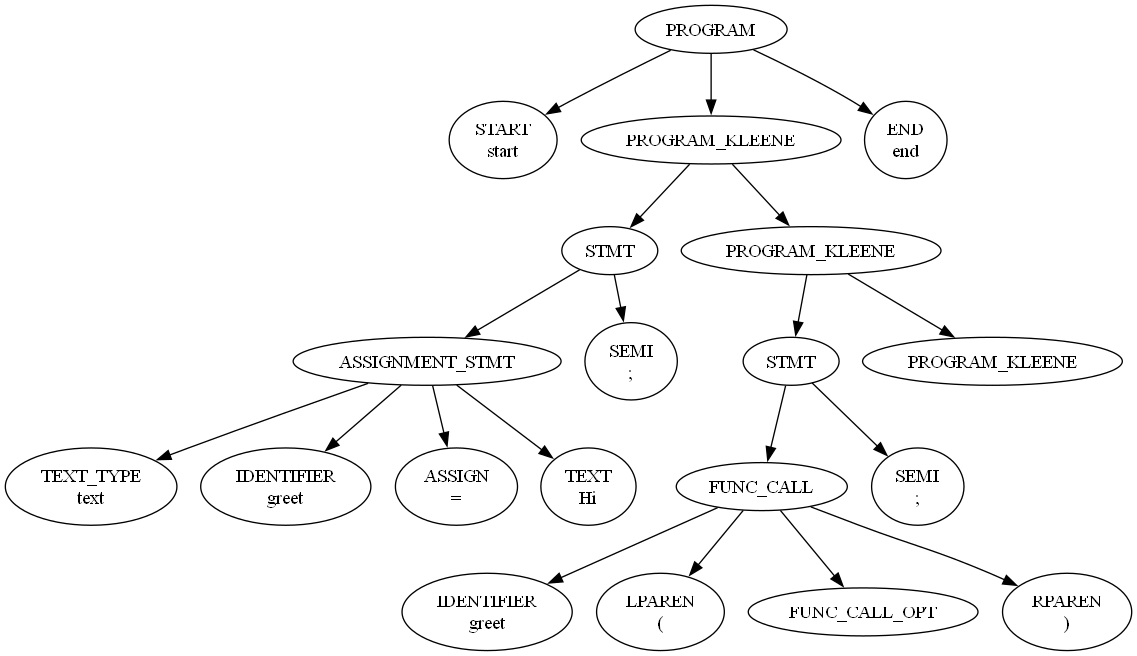 PROGRAM
START
start
PROGRAM_KLEENE
END
end
STMT
PROGRAM_KLEENE
ASSIGNMENT_STMT
SEMI
;
STMT
PROGRAM_KLEENE
TEXT_TYPE
text
IDENTIFIER
greet
ASSIGN
=
TEXT
Hi
FUNC_CALL
SEMI
;
IDENTIFIER
greet
LPAREN
(
FUNC_CALL_OPT
RPAREN
)